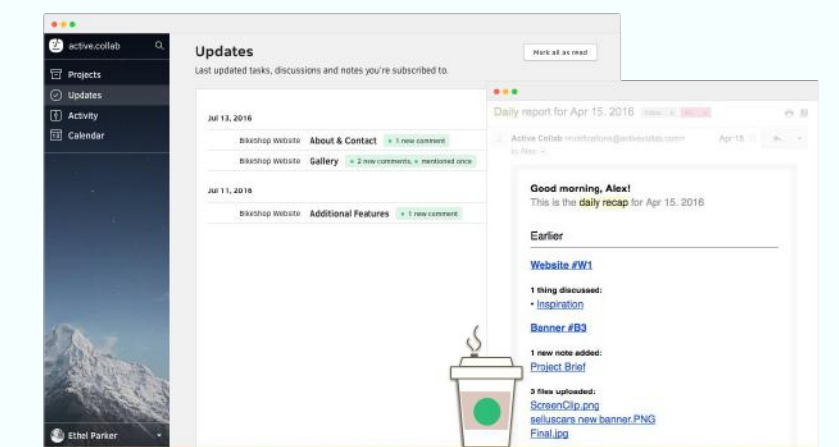 active.collab
Projects
Updates
Activity
Calendar
Ethel Parker
Updates
Mark all as read
Last updated tasks, discussions and notes you're subscribed to.
Jul 13, 2016
BikeShop Website About & Contact + 1 new comment
BikeShop Website Gallery + 2 new comments, + mentioned once
Jul 11, 2016
BikeShop Website Additional Features + 1 new comment
Daily report for Apr 15. 2016
Active Collab
to Alex
Good morning, Alex!
This is the daily recap for Apr 15. 2016
Earlier
Website #W1
1 thing discussed:
• Inspiration
Banner #B3
1 new note added:
Project Brief
3 files uploaded:
ScreenClip.png
selluscars new banner.PNG
Final.jpg